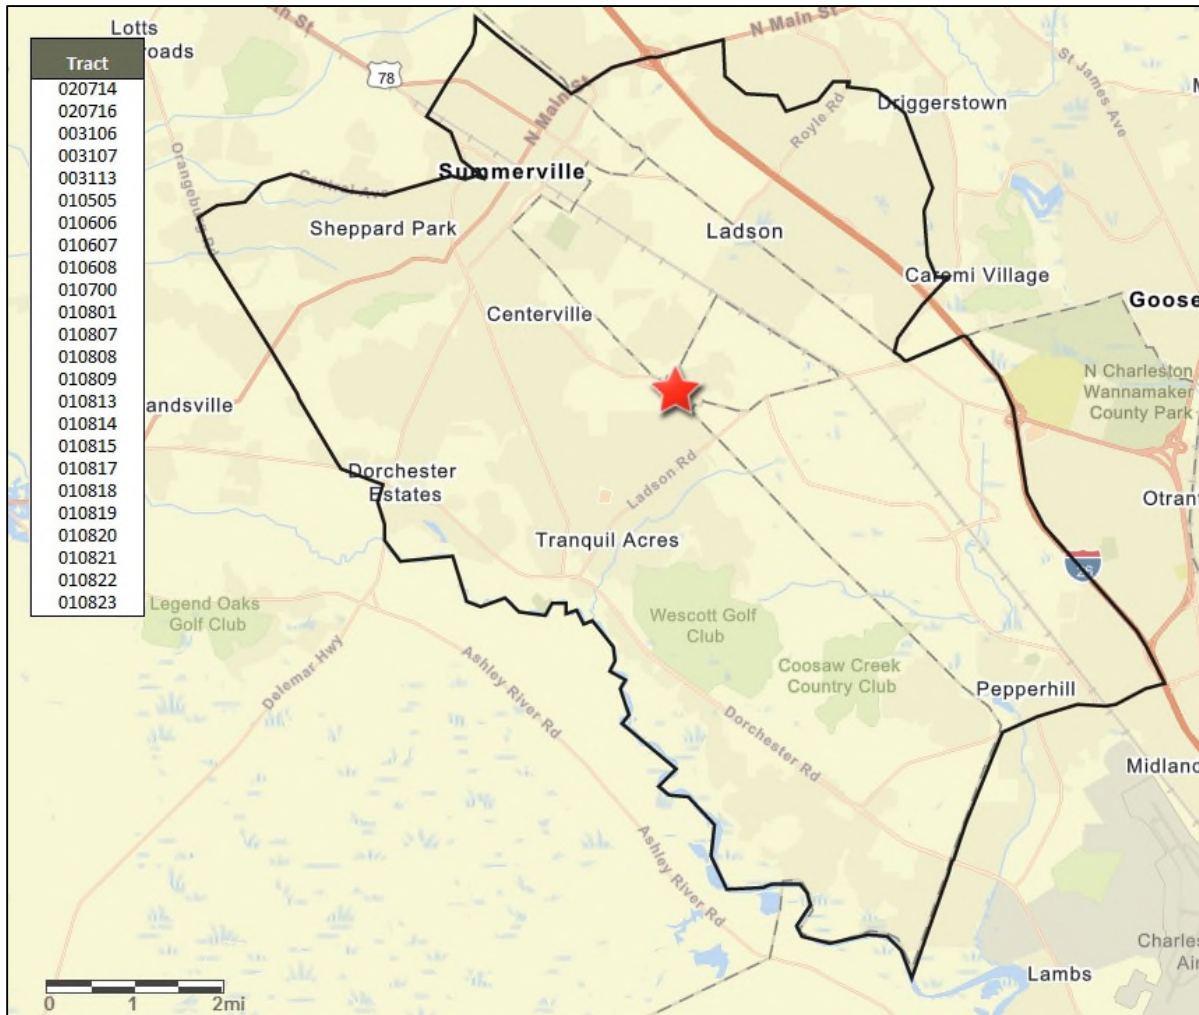 Lotts
roads
Tract
020714
020716
003106
003107
003113
010505
010606
010607
010608
010700
010801
010807
010808
010809
010813
010814
010815
010817
010818
010819
010820
010821
010822
010823
th St
78
N Main St
N Main St
St James Ave
Driggerstown
Royle Rd
Orangeburg Rd
Central Ave
Summerville
Sheppard Park
Ladson
Caremi Village
Goose
Centerville
N Charleston
Wannamaker
County Park
andsville
Dorchester
Estates
Ladson Rd
Otrant
Tranquil Acres
26
Legend Oaks
Golf Club
Wescott Golf
Club
Coosaw Creek
Country Club
Delemar Hwy
Ashley River Rd
Pepperhill
Dorchester Rd
Midland
Ashley River Rd
Charles
Air
Lambs
0 1 2mi